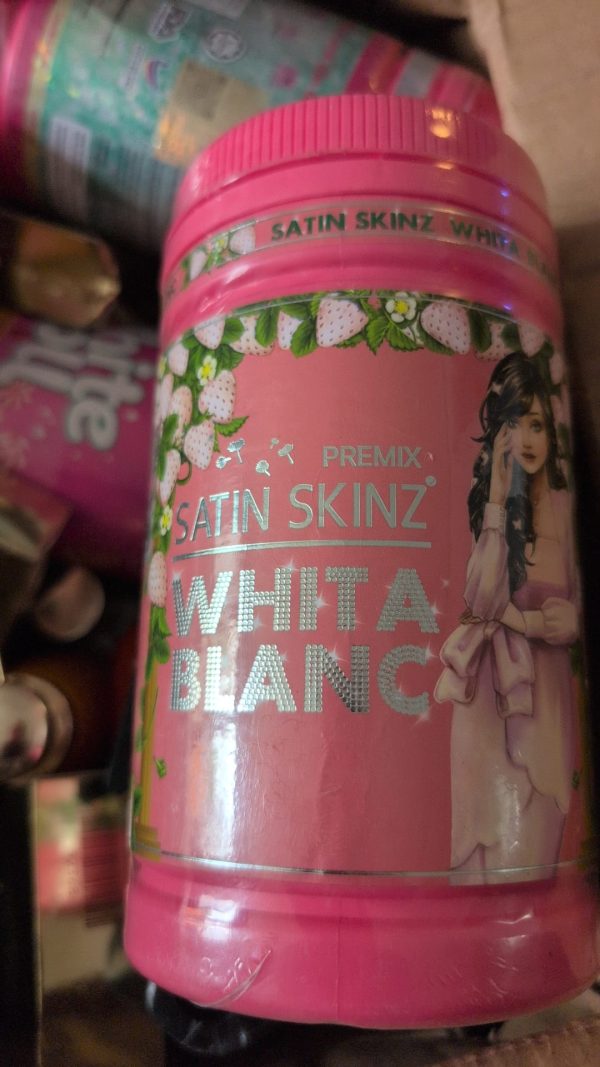 SATIN SKINZ WHITA
PREMIX
SATIN SKINZ®
WHITA
BLANC